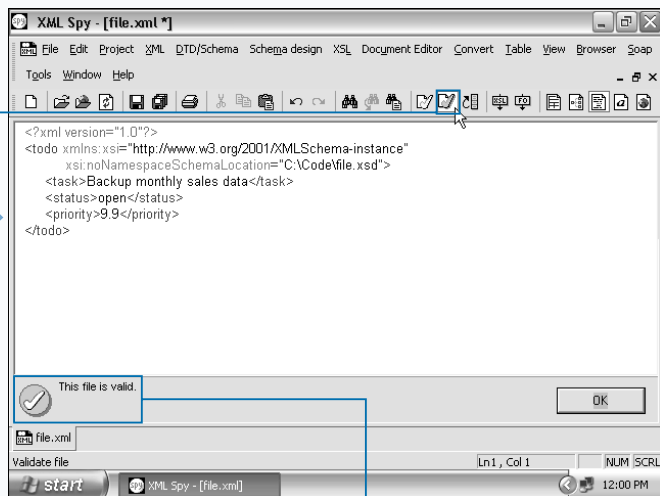 spy XML Spy - [file.xml *]
File Edit Project XML DTD/Schema Schema design XSL Document Editor Convert Table View Browser Soap
Tools Window Help
<?xml version="1.0"?>
<todo xmlns:xsi="http://www.w3.org/2001/XMLSchema-instance"
xsi:noNamespaceSchemaLocation="C:\Code\file.xsd">
<task>Backup monthly sales data</task>
<status>open</status>
<priority>9.9</priority>
</todo>
This file is valid.
OK
file.xml
Validate file Ln 1, Col 1 NUM SCRL
start spy XML Spy - [file.xml] 12:00 PM